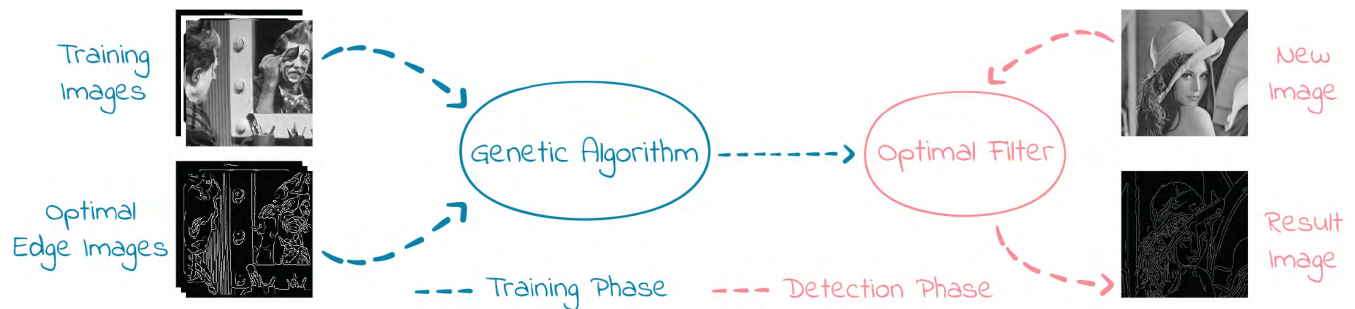 Training
Images
Optimal
Edge Images
Genetic Algorithm
Optimal Filter
New
Image
Result
Image
Training Phase
Detection Phase